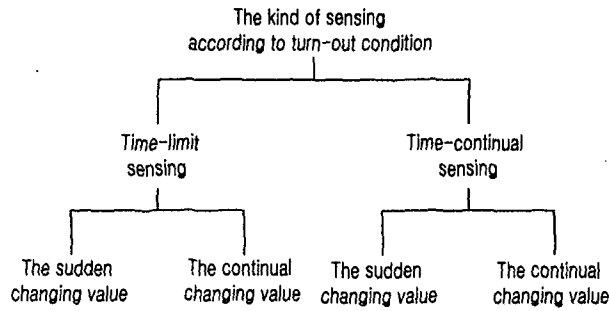 The kind of sensing
according to turn-out condition
Time-limit
sensing
Time-continual
sensing
The sudden
changing value
The continual
changing value
The sudden
changing value
The continual
changing value